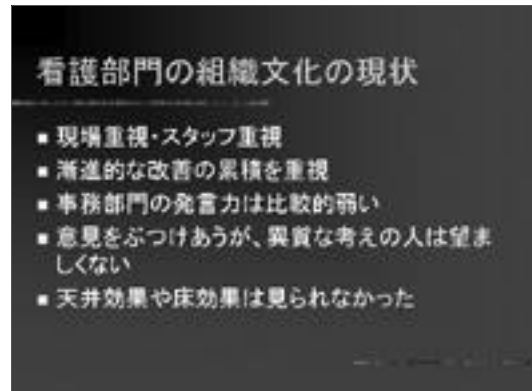 看護部門の組織文化の現状
■ 現場重視・スタッフ重視
■ 漸進的な改善の累積を重視
■ 事務部門の発言力は比較的弱い
■ 意見をぶつけあうが、異質な考えの人は望ま
しくない
■ 天井効果や床効果は見られなかった